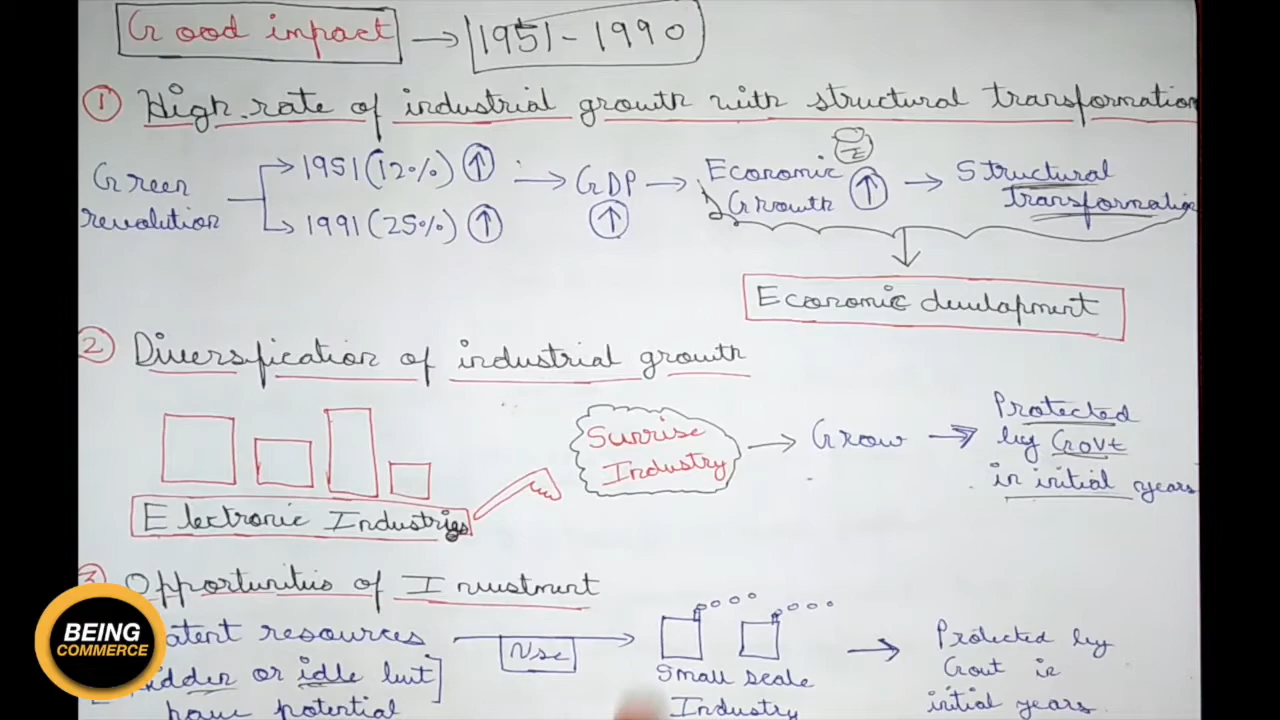 Good impact → 1951 - 1990
① High rate of industrial growth with structural transformation
Green revolution
1951 (12%) ↑
1991 (25%) ↑
→ GDP ↑ → Economic Growth ↑ → Structural transformation
Economic development
② Diversification of industrial growth
Sunrise Industry → Grow → Protected by Govt in initial years
Electronic Industries
3 Opportunities of Investment
atent resources
idden or idle but
have potential
Use
Small scale
Industry
Protected by
Govt in
initial years
BEING
COMMERCE